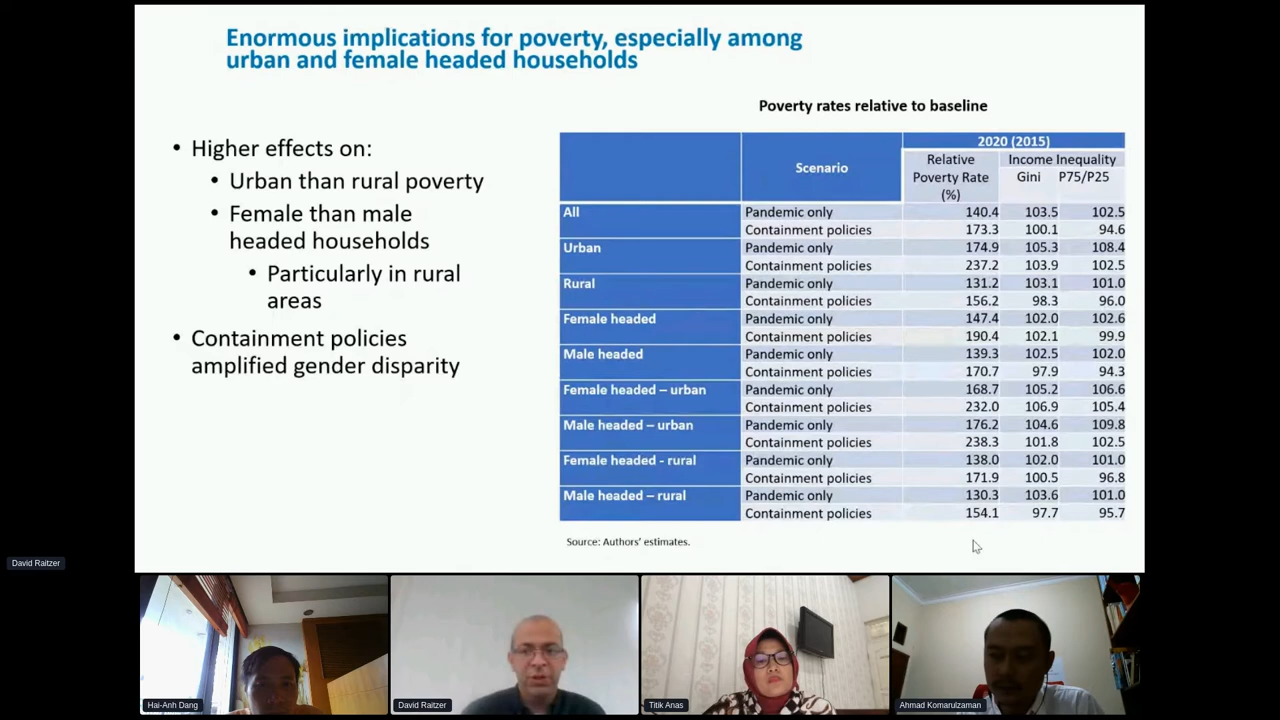 Enormous implications for poverty, especially among
urban and female headed households
• Higher effects on:
• Urban than rural poverty
• Female than male
headed households
• Particularly in rural
areas
• Containment policies
amplified gender disparity
Poverty rates relative to baseline
Scenario
2020 (2015)
Relative
Poverty Rate
(%)
Income Inequality
Gini P75/P25
All Pandemic only 140.4 103.5 102.5
Containment policies 173.3 100.1 94.6
Urban Pandemic only 174.9 105.3 108.4
Containment policies 237.2 103.9 102.5
Rural Pandemic only 131.2 103.1 101.0
Containment policies 156.2 98.3 96.0
Female headed Pandemic only 147.4 102.0 102.6
Containment policies 190.4 102.1 99.9
Male headed Pandemic only 139.3 102.5 102.0
Containment policies 170.7 97.9 94.3
Female headed – urban Pandemic only 168.7 105.2 106.6
Containment policies 232.0 106.9 105.4
Male headed – urban Pandemic only 176.2 104.6 109.8
Containment policies 238.3 101.8 102.5
Female headed - rural Pandemic only 138.0 102.0 101.0
Containment policies 171.9 100.5 96.8
Male headed – rural Pandemic only 130.3 103.6 101.0
Containment policies 154.1 97.7 95.7
Source: Authors' estimates.
David Raitzer
Hai-Anh Dang
David Raitzer
Titik Anas
Ahmad Komarulzaman